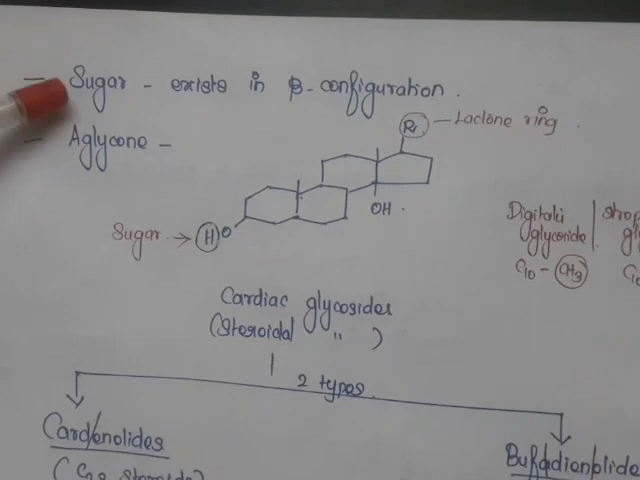 - Sugar - exists in β-configuration.
R - Lactone ring.
- Aglycone -
OH.
Sugar → H O
Digitalis
glycoside
C10 - CH3
Cardiac glycosides
(Steroidal " )
2 types.
Cardenolides
Bufadienolide